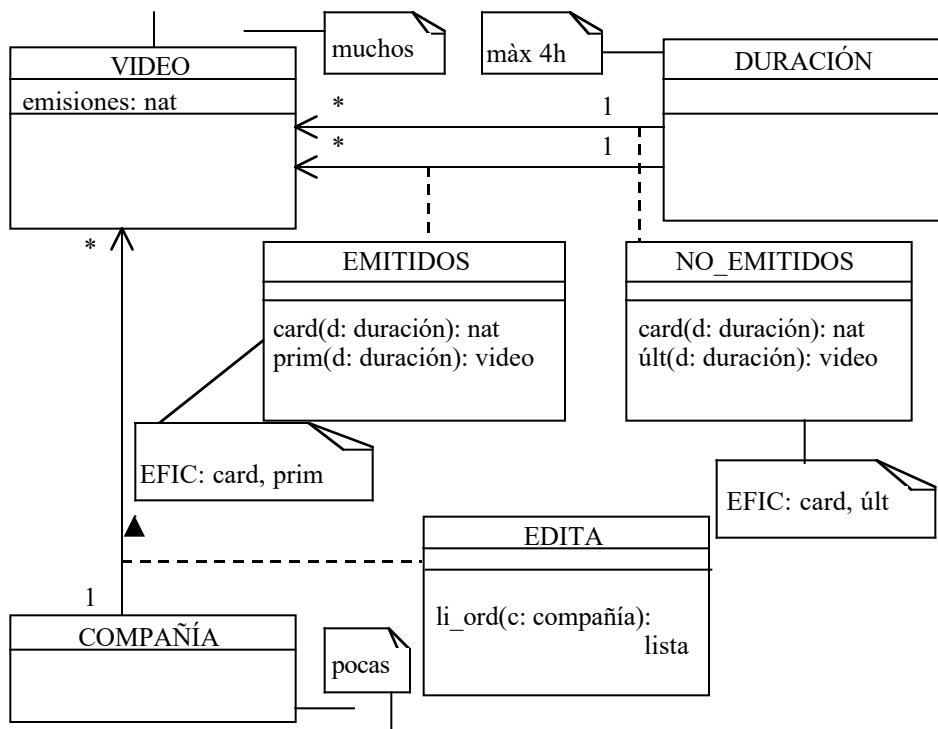 muchos
màx 4h
VIDEO
DURACIÓN
emisiones: nat
*
1
*
1
*
EMITIDOS
NO_EMITIDOS
card(d: duración): nat
prim(d: duración): video
card(d: duración): nat
últ(d: duración): video
EFIC: card, prim
EFIC: card, últ
EDITA
1
li_ord(c: compañía):
lista
COMPAÑÍA
pocas